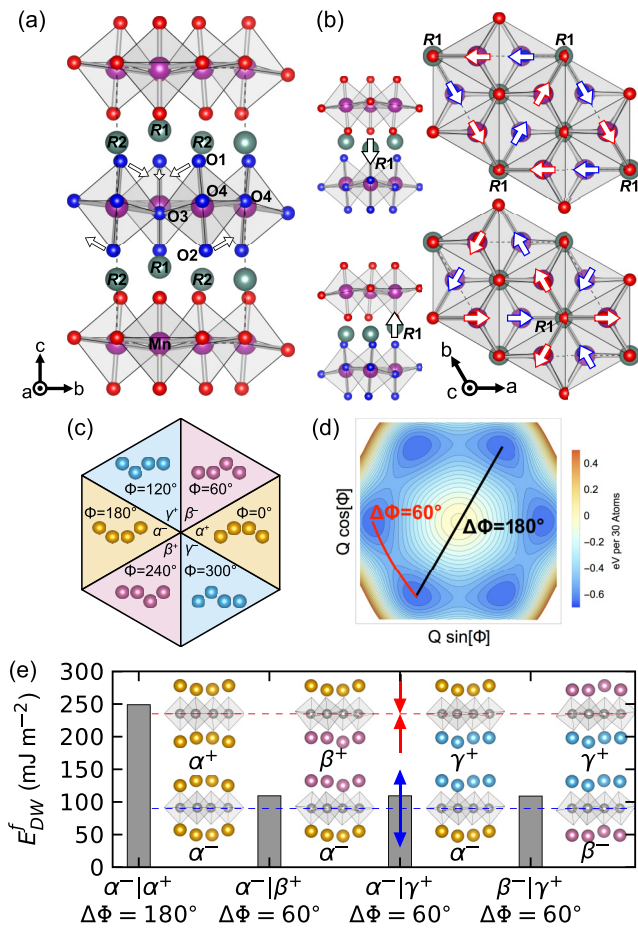 (a)
R2
R1
R2
O1
O4
O4
O3
O2
R2
R1
R2
Mn
c
a
b
(b)
R1
R1
R1
R1
R1
R1
R1
b
c
a
(c)
Φ=120°
Φ=60°
γ⁺
β⁻
Φ=180°
α⁻
α⁺
Φ=0°
β⁺
γ⁻
Φ=240°
Φ=300°
(d)
Q cos[Φ]
ΔΦ=60°
ΔΦ=180°
Q sin[Φ]
0.4
0.2
0
−0.2
−0.4
−0.6
eV per 30 Atoms
(e)
E^f_DW (mJ m⁻²)
300
250
200
150
100
50
0
α⁺
β⁺
γ⁺
γ⁺
α⁻
α⁻
α⁻
β⁻
α⁻|α⁺
α⁻|β⁺
α⁻|γ⁺
β⁻|γ⁺
ΔΦ = 180°
ΔΦ = 60°
ΔΦ = 60°
ΔΦ = 60°